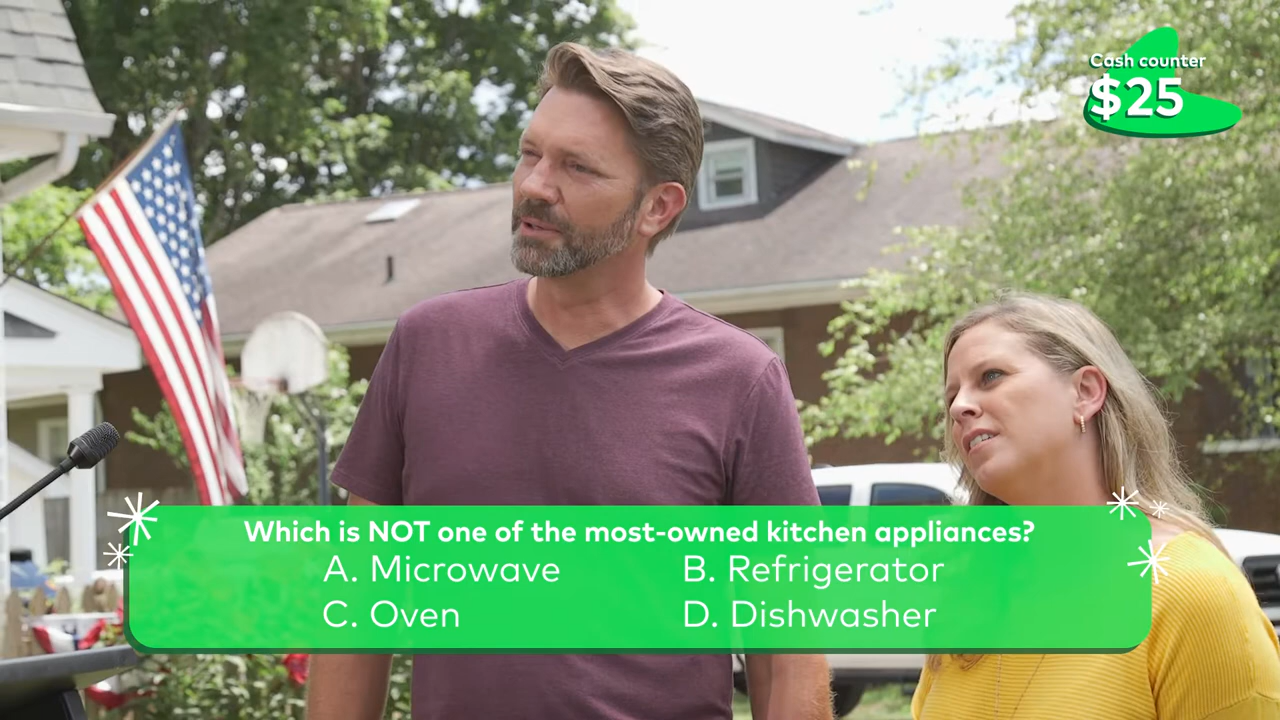 Cash counter
$25
Which is NOT one of the most-owned kitchen appliances?
A. Microwave
B. Refrigerator
C. Oven
D. Dishwasher